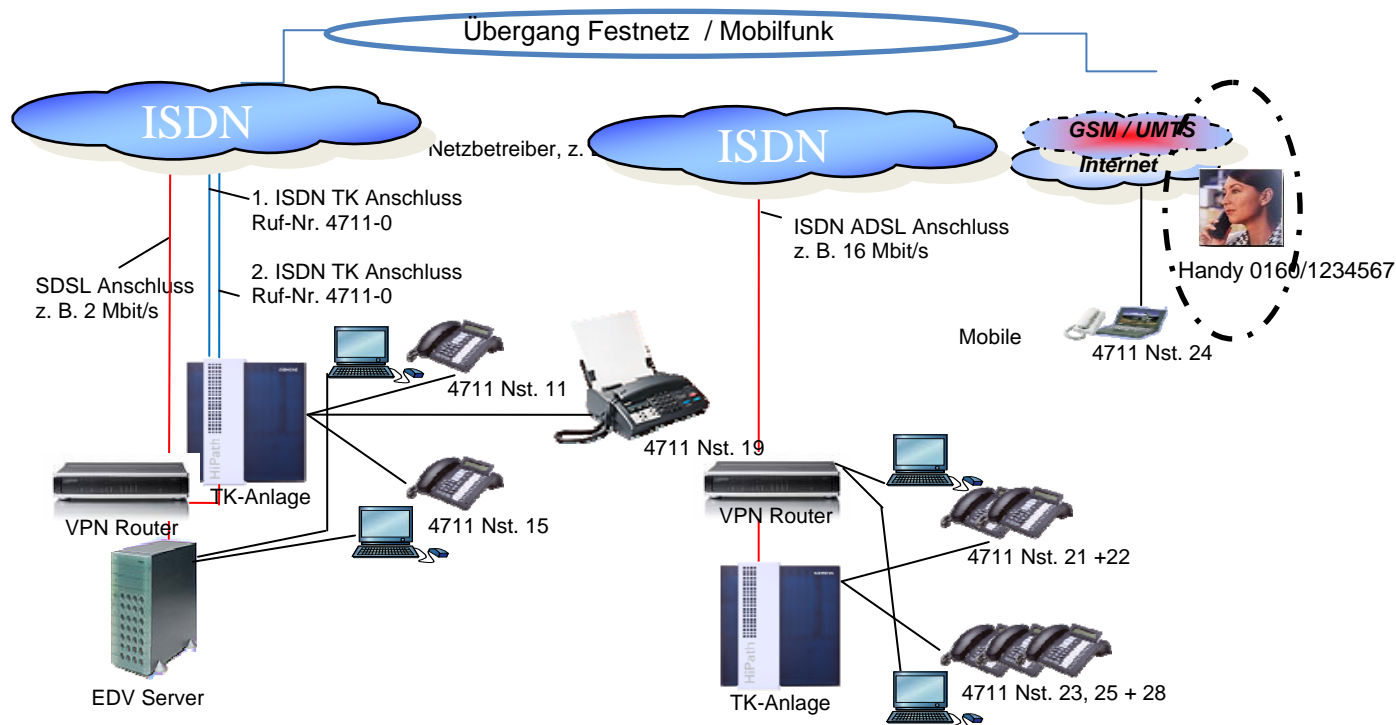 Übergang Festnetz / Mobilfunk
ISDN
Netzbetreiber, z.
ISDN
GSM / UMTS
Internet
1. ISDN TK Anschluss
Ruf-Nr. 4711-0
ISDN ADSL Anschluss
z. B. 16 Mbit/s
2. ISDN TK Anschluss
Ruf-Nr. 4711-0
SDSL Anschluss
z. B. 2 Mbit/s
Handy 0160/1234567
Mobile
4711 Nst. 24
4711 Nst. 11
4711 Nst. 19
HiPath
TK-Anlage
4711 Nst. 15
VPN Router
VPN Router
4711 Nst. 21 +22
SIEMENS
HiPath
EDV Server
TK-Anlage
4711 Nst. 23, 25 + 28